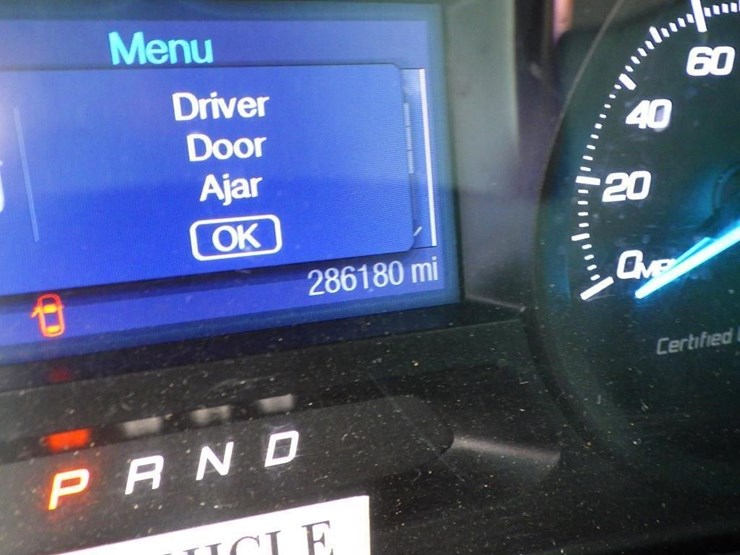 Menu
Driver
Door
Ajar
OK
286180 mi
60
40
20
0
Certified
P R N D